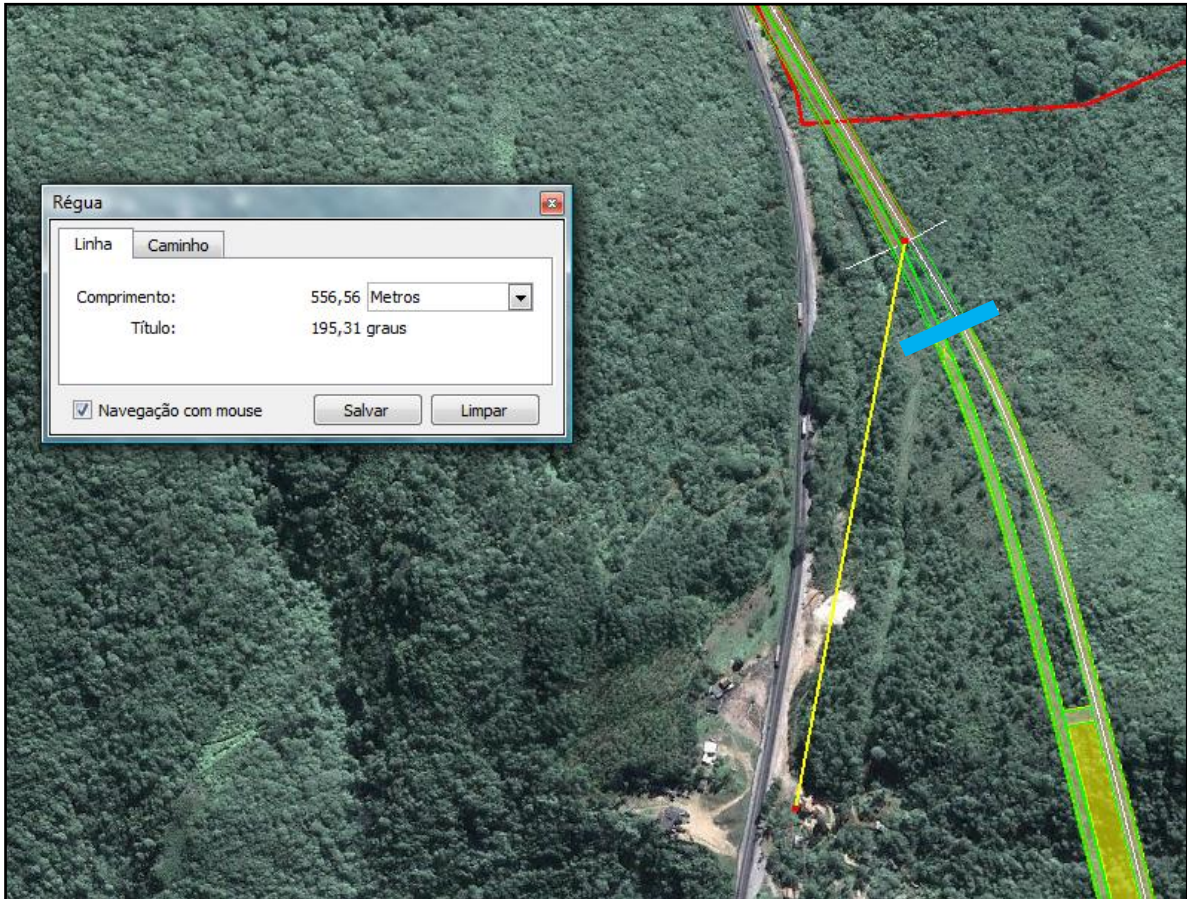 Régua
Linha Caminho
Comprimento: 556,56 Metros
Título: 195,31 graus
Navegação com mouse Salvar Limpar